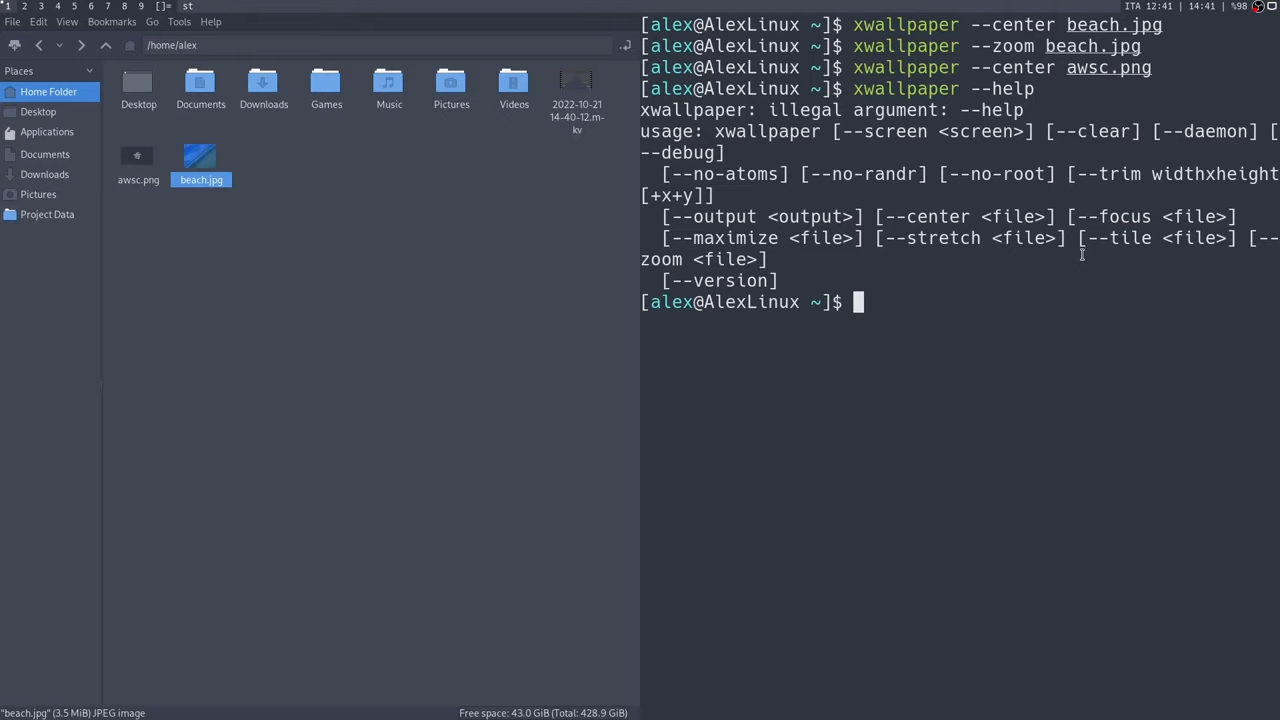 1 2 3 4 5 6 7 8 9 []= st
ITA 12:41 | 14:41 | %98
File Edit View Bookmarks Go Tools Help
/home/alex
Places
Home Folder
Desktop
Applications
Documents
Downloads
Pictures
Project Data
Desktop Documents Downloads Games Music Pictures Videos 2022-10-21
14-40-12.m-
kv
awsc.png beach.jpg
"beach.jpg" (3.5 MiB) JPEG image
Free space: 43.0 GiB (Total: 428.9 GiB)
[alex@AlexLinux ~]$ xwallpaper --center beach.jpg
[alex@AlexLinux ~]$ xwallpaper --zoom beach.jpg
[alex@AlexLinux ~]$ xwallpaper --center awsc.png
[alex@AlexLinux ~]$ xwallpaper --help
xwallpaper: illegal argument: --help
usage: xwallpaper [--screen <screen>] [--clear] [--daemon] [
--debug]
[--no-atoms] [--no-randr] [--no-root] [--trim widthxheight
[+x+y]]
[--output <output>] [--center <file>] [--focus <file>]
[--maximize <file>] [--stretch <file>] [--tile <file>] [--
zoom <file>]
[--version]
[alex@AlexLinux ~]$